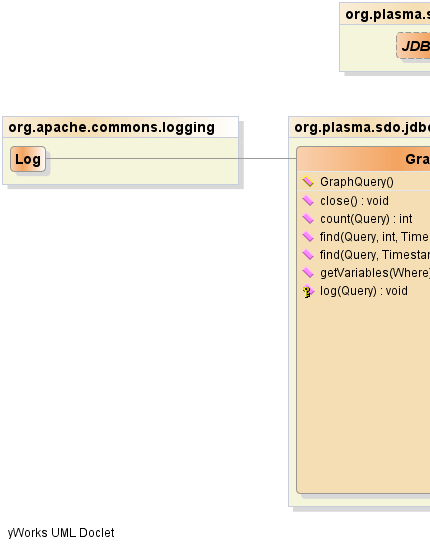 org.plasma.s
JDB
org.apache.commons.logging
Log
org.plasma.sdo.jdbc
Gra
GraphQuery()
close() : void
count(Query) : int
find(Query, int, Time
find(Query, Timestar
getVariables(Where)
log(Query) : void
yWorks UML Doclet